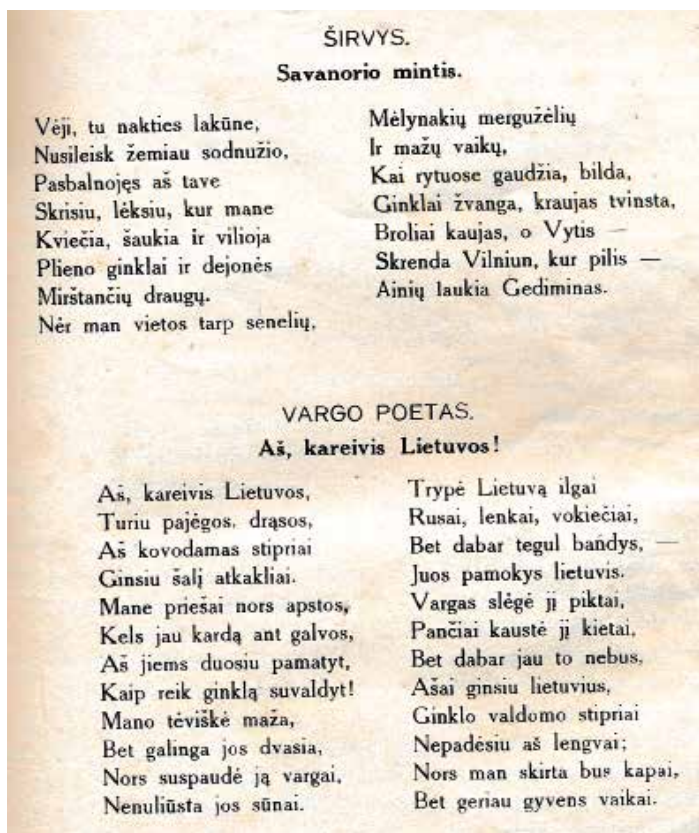 ŠIRVYS.
Savanorio mintis.
Vėji, tu nakties lakūne,
Nusileisk žemiau sodnužio,
Pasbalnojęs aš tave
Skrisiu, lėksiu, kur mane
Kviečia, šaukia ir vilioja
Plieno ginklai ir dejonės
Mirštančių draugų.
Nėr man vietos tarp senelių,
Mėlynakių mergužėlių
Ir mažų vaikų,
Kai rytuose gaudžia, bilda,
Ginklai žvanga, kraujas tvinsta,
Broliai kaujas, o Vytis —
Skrenda Vilniun, kur pilis —
Ainių laukia Gediminas.
VARGO POETAS.
Aš, kareivis Lietuvos!
Aš, kareivis Lietuvos,
Turiu pajėgos, drąsos,
Aš kovodamas stipriai
Ginsiu šalį atkakliai.
Mane priešai nors apstos,
Kels jau kardą ant galvos,
Aš jiems duosiu pamatyt,
Kaip reik ginklą suvaldyt!
Mano tėviškė maža,
Bet galinga jos dvasia,
Nors suspaudė ją vargai,
Nenuliūsta jos sūnai.
Trypė Lietuvą ilgai
Rusai, lenkai, vokiečiai,
Bet dabar tegul bandys, —
Juos pamokys lietuvis.
Vargas slėgė jį piktai,
Pančiai kaustė jį kietai,
Bet dabar jau to nebus,
Ašai ginsiu lietuvius,
Ginklo valdomo stipriai
Nepadėsiu aš lengvai;
Nors man skirta bus kapai,
Bet geriau gyvens vaikai.